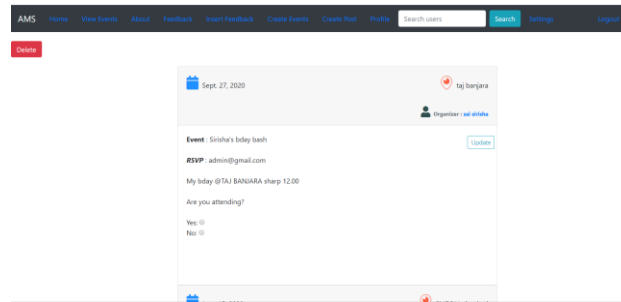 AMS Home View Events About Feedback Insert Feedback Create Events Create Post Profile Search users Search Settings Logout
Delete
Sept. 27, 2020 taj banjara
Organizer : sai sirisha
Event : Sirisha's bday bash
Update
RSVP : admin@gmail.com
My bday @TAJ BANJARA sharp 12.00
Are you attending?
Yes:
No: